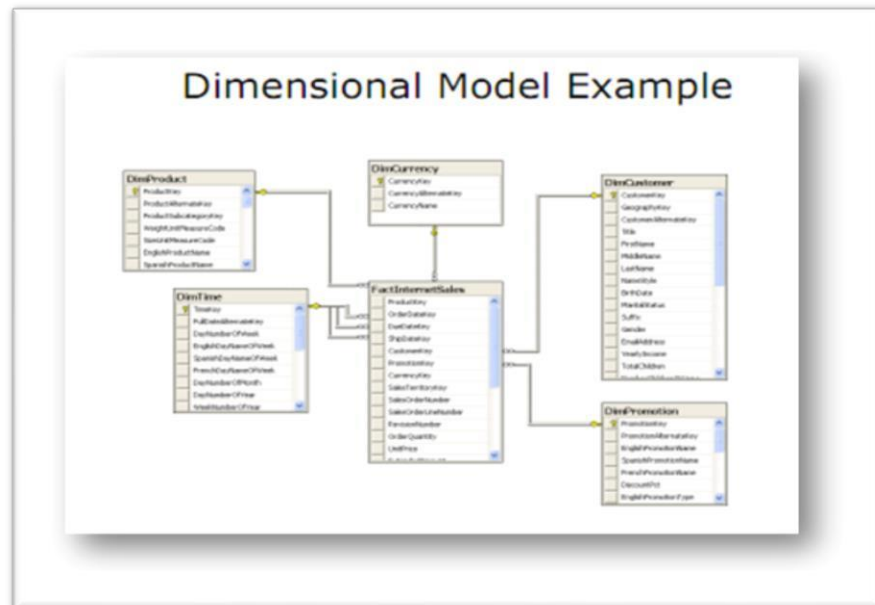 Dimensional Model Example
DimProduct
ProductKey
ProductAlternateKey
ProductSubcategoryKey
WeightUnitMeasureCode
SizeUnitMeasureCode
EnglishProductName
SpanishProductName
DimCurrency
CurrencyKey
CurrencyAlternateKey
CurrencyName
DimCustomer
CustomerKey
GeographyKey
CustomerAlternateKey
Title
FirstName
MiddleName
LastName
NameStyle
BirthDate
MaritalStatus
Suffix
Gender
EmailAddress
YearlyIncome
TotalChildren
DimTime
TimeKey
FullDateAlternateKey
DayNumberOfWeek
EnglishDayNameOfWeek
SpanishDayNameOfWeek
FrenchDayNameOfWeek
DayNumberOfMonth
DayNumberOfYear
WeekNumberOfYear
FactInternetSales
ProductKey
OrderDateKey
DueDateKey
ShipDateKey
CustomerKey
PromotionKey
CurrencyKey
SalesTerritoryKey
SalesOrderNumber
SalesOrderLineNumber
RevisionNumber
OrderQuantity
UnitPrice
DimPromotion
PromotionKey
PromotionAlternateKey
EnglishPromotionName
SpanishPromotionName
FrenchPromotionName
DiscountPct
EnglishPromotionType